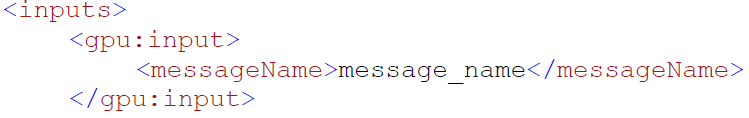 <inputs>
    <gpu:input>
        <messageName>message_name</messageName>
    </gpu:input>